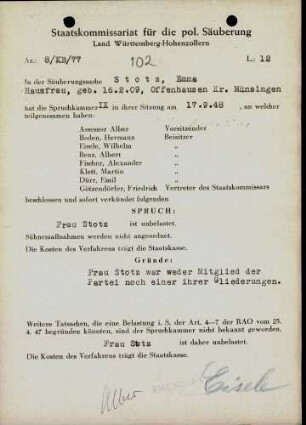 Staatskommissariat für die pol. Säuberung
Land Württemberg-Hohenzollern
Az.: 8/KB/77
102
L: 12
In der Säuberungssache Stotz, Emma
Hausfrau, geb. 16.2.09, Offenhausen Kr. Münsingen
hat die Spruchkammer IX in ihrer Sitzung am 17.9.48, an welcher
teilgenommen haben:
Assessor Alber Vorsitzender
Boden, Hermann Beisitzer
Eisele, Wilhelm „
Benz, Albert „
Fischer, Alexander „
Klett, Martin „
Dürr, Emil „
Götzendörfer, Friedrich Vertreter des Staatskommissars
beschlossen und sofort verkündet folgenden
SPRUCH:
Frau Stotz ist unbelastet.
Sühnemaßnahmen werden nicht angeordnet.
Die Kosten des Verfahrens trägt die Staatskasse.
Gründe:
Frau Stotz war weder Mitglied der
Partei noch einer ihrer Gliederungen.
Weitere Tatsachen, die eine Belastung i. S. der Art. 4–7 der RAO vom 25.
4. 47 begründen könnten, sind der Spruchkammer nicht bekannt geworden.
Frau Stotz ist daher unbelastet.
Die Kosten des Verfahrens trägt die Staatskasse.
Alber
Eisele